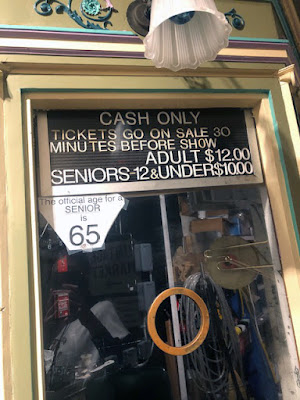 CASH ONLY
TICKETS GO ON SALE 30
MINUTES BEFORE SHOW
ADULT $12.00
SENIORS-12&UNDER$10.00
The official age for a
SENIOR
is
65